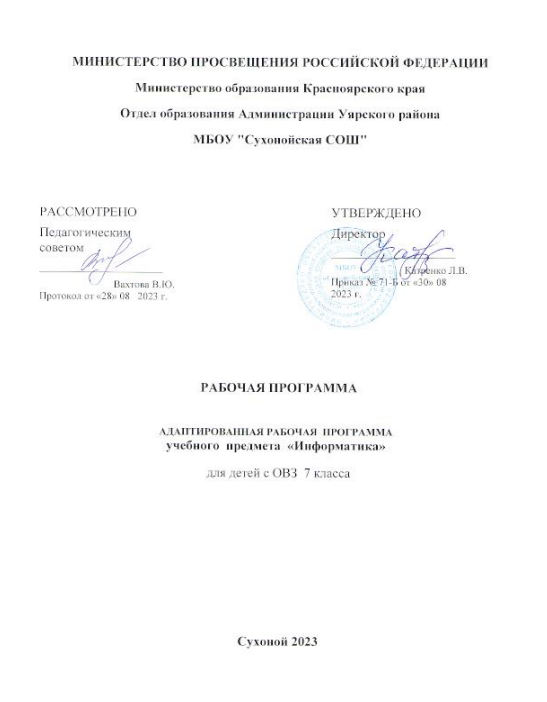 МИНИСТЕРСТВО ПРОСВЕЩЕНИЯ РОССИЙСКОЙ ФЕДЕРАЦИИ
Министерство образования Красноярского края
Отдел образования Администрации Уярского района
МБОУ "Сухонойская СОШ"
РАССМОТРЕНО
Педагогическим
советом
Вахтова В.Ю.
Протокол от «28» 08 2023 г.
УТВЕРЖДЕНО
Директор
Катренко Л.В.
Приказ № 71-Б от «30» 08
2023 г.
РАБОЧАЯ ПРОГРАММА
АДАПТИРОВАННАЯ РАБОЧАЯ ПРОГРАММА
учебного предмета «Информатика»
для детей с ОВЗ 7 класса
Сухоной 2023